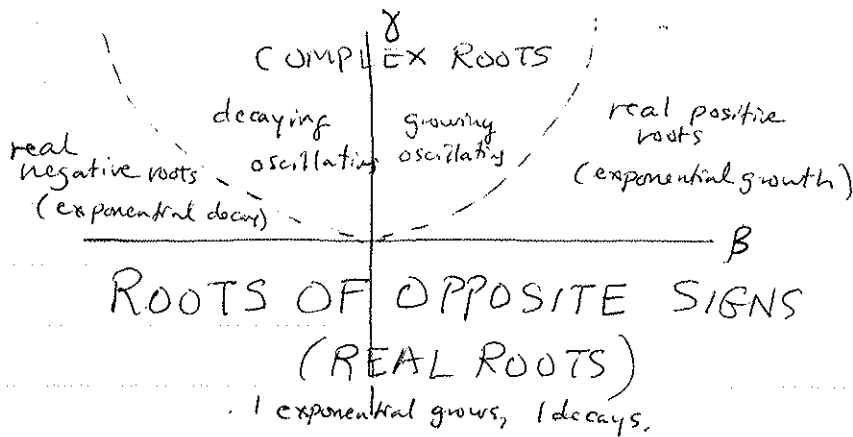 γ
COMPLEX ROOTS
decaying
oscillating
growing
oscillating
real positive
roots
(exponential growth)
real
negative roots
(exponential decay)
β
ROOTS OF OPPOSITE SIGNS
(REAL ROOTS)
1 exponential grows, 1 decays.